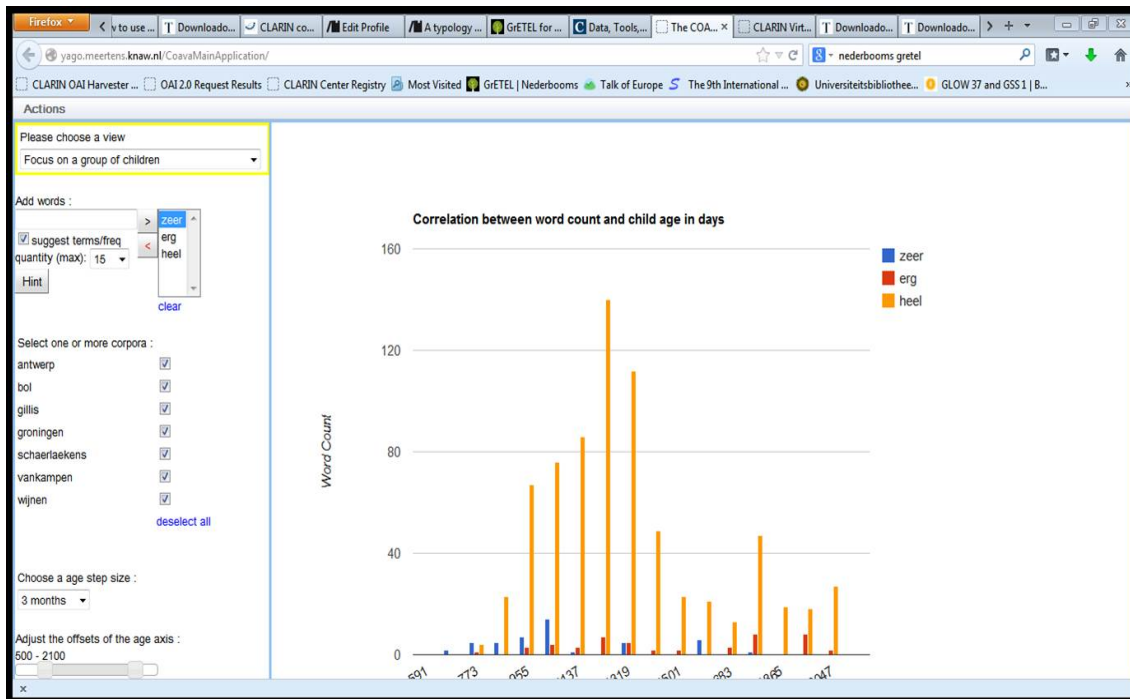 Firefox
v to use ...
Downloado...
CLARIN co...
Edit Profile
A typology ...
GrETEL for ...
Data, Tools,...
The COA... ×
CLARIN Virt...
Downloado...
Downloado...
yago.meertens.knaw.nl/CoavaMainApplication/
nederbooms gretel
CLARIN OAI Harvester ...
OAI 2.0 Request Results
CLARIN Center Registry
Most Visited
GrETEL | Nederbooms
Talk of Europe
The 9th International ...
Universiteitsbibliothee...
GLOW 37 and GSS 1 | B...
Actions
Please choose a view
Focus on a group of children
Add words :
>
zeer
erg
heel
suggest terms/freq
<
quantity (max): 15
Hint
clear
Select one or more corpora :
antwerp
bol
gillis
groningen
schaerlaekens
vankampen
wijnen
deselect all
Choose a age step size :
3 months
Adjust the offsets of the age axis :
500 - 2100
x
Correlation between word count and child age in days
160
120
80
40
0
Word Count
zeer
erg
heel
591
773
955
137
319
501
683
865
047